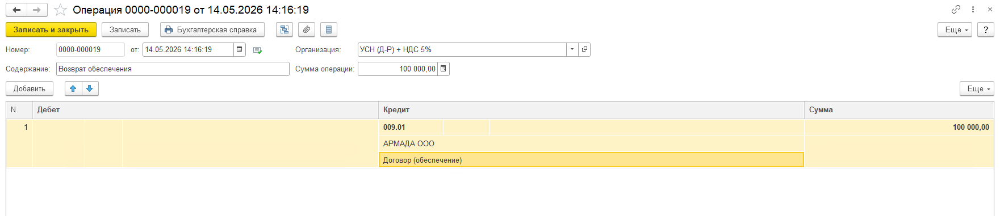 Операция 0000-000019 от 14.05.2026 14:16:19
Записать и закрыть Записать Бухгалтерская справка Еще ?
Номер: 0000-000019 от: 14.05.2026 14:16:19 Организация: УСН (Д-Р) + НДС 5%
Содержание: Возврат обеспечения Сумма операции: 100 000,00
Добавить Еще
N Дебет Кредит Сумма
1 009.01 100 000,00
АРМАДА ООО
Договор (обеспечение)